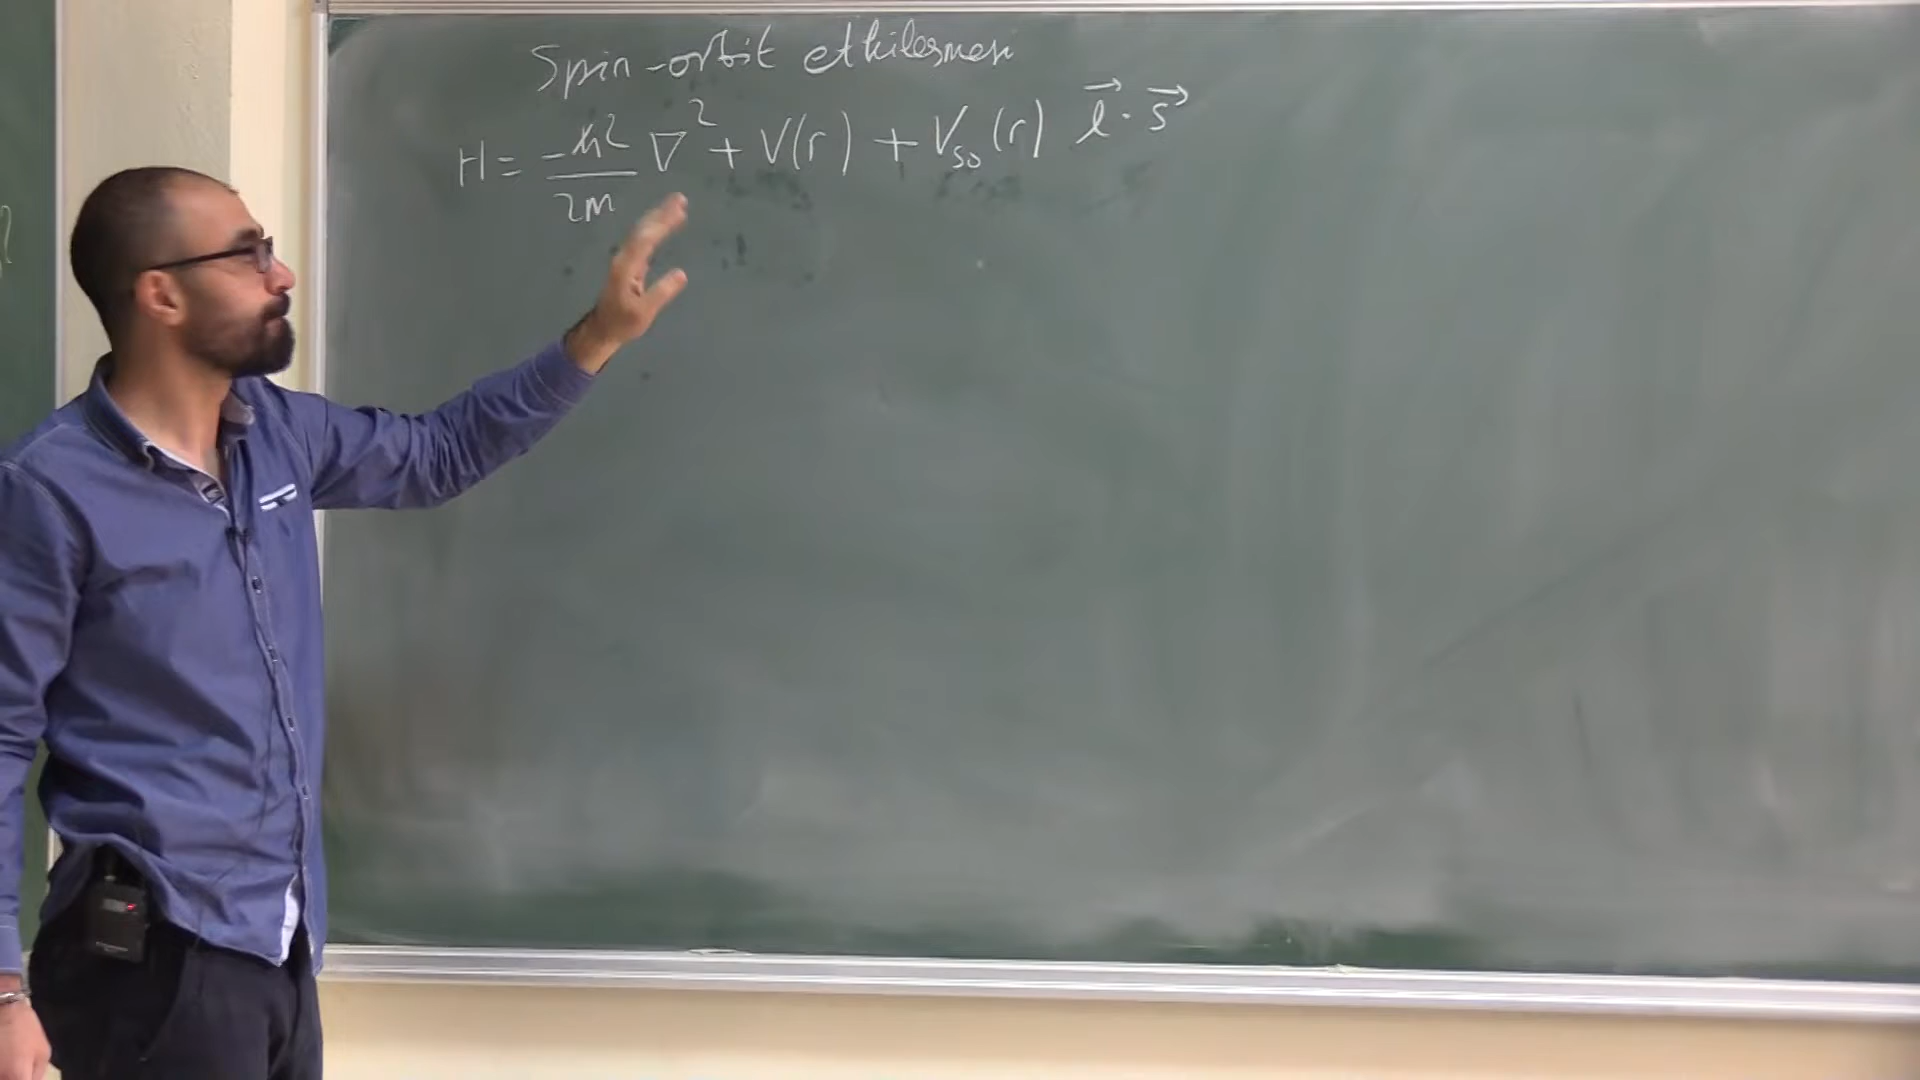 Spin-orbit etkileşmesi
H = -ħ²/2m ∇² + V(r) + V_so(r) l⃗ · s⃗